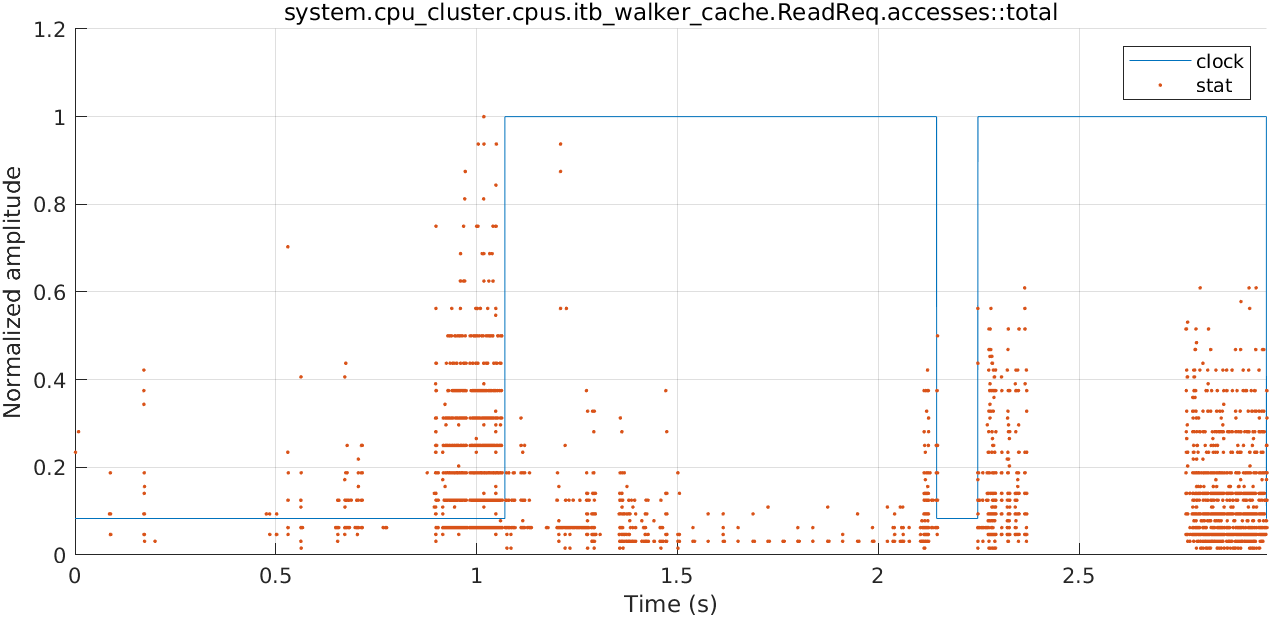 system.cpu_cluster.cpus.itb_walker_cache.ReadReq.accesses::total
1.2
1
0.8
0.6
0.4
0.2
0
Normalized amplitude
clock
stat
0
0.5
1
1.5
2
2.5
Time (s)